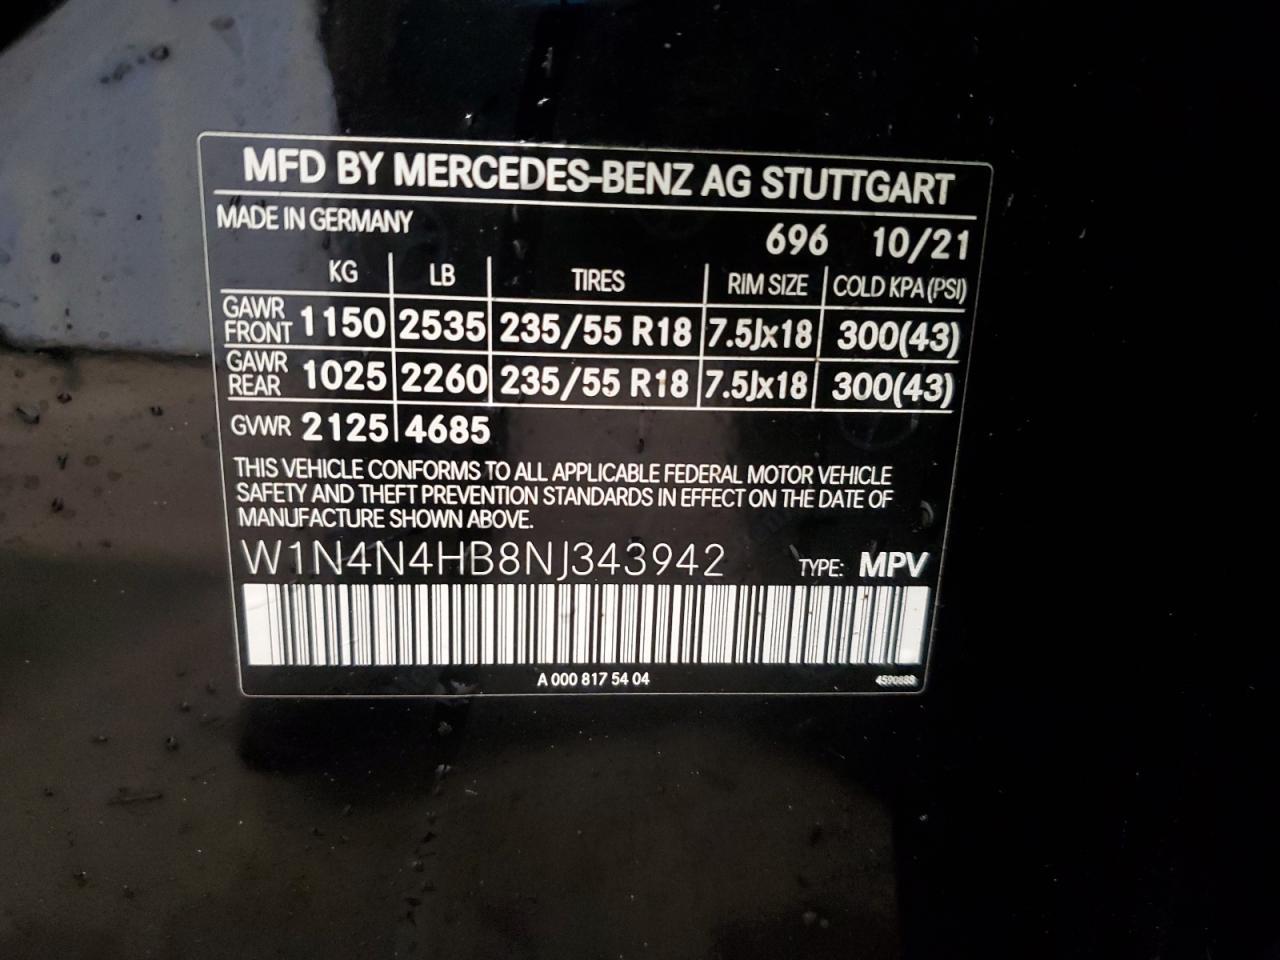 MFD BY MERCEDES-BENZ AG STUTTGART
MADE IN GERMANY
696 10/21
KG LB TIRES RIM SIZE COLD KPA (PSI)
GAWR FRONT 1150 2535 235/55 R18 7.5Jx18 300(43)
GAWR REAR 1025 2260 235/55 R18 7.5Jx18 300(43)
GVWR 2125 4685
THIS VEHICLE CONFORMS TO ALL APPLICABLE FEDERAL MOTOR VEHICLE
SAFETY AND THEFT PREVENTION STANDARDS IN EFFECT ON THE DATE OF
MANUFACTURE SHOWN ABOVE.
W1N4N4HB8NJ343942 TYPE: MPV
A 000 817 54 04